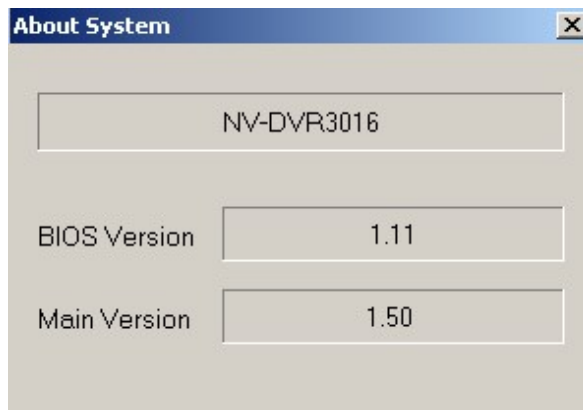 About System
NV-DVR3016
BIOS Version 1.11
Main Version 1.50